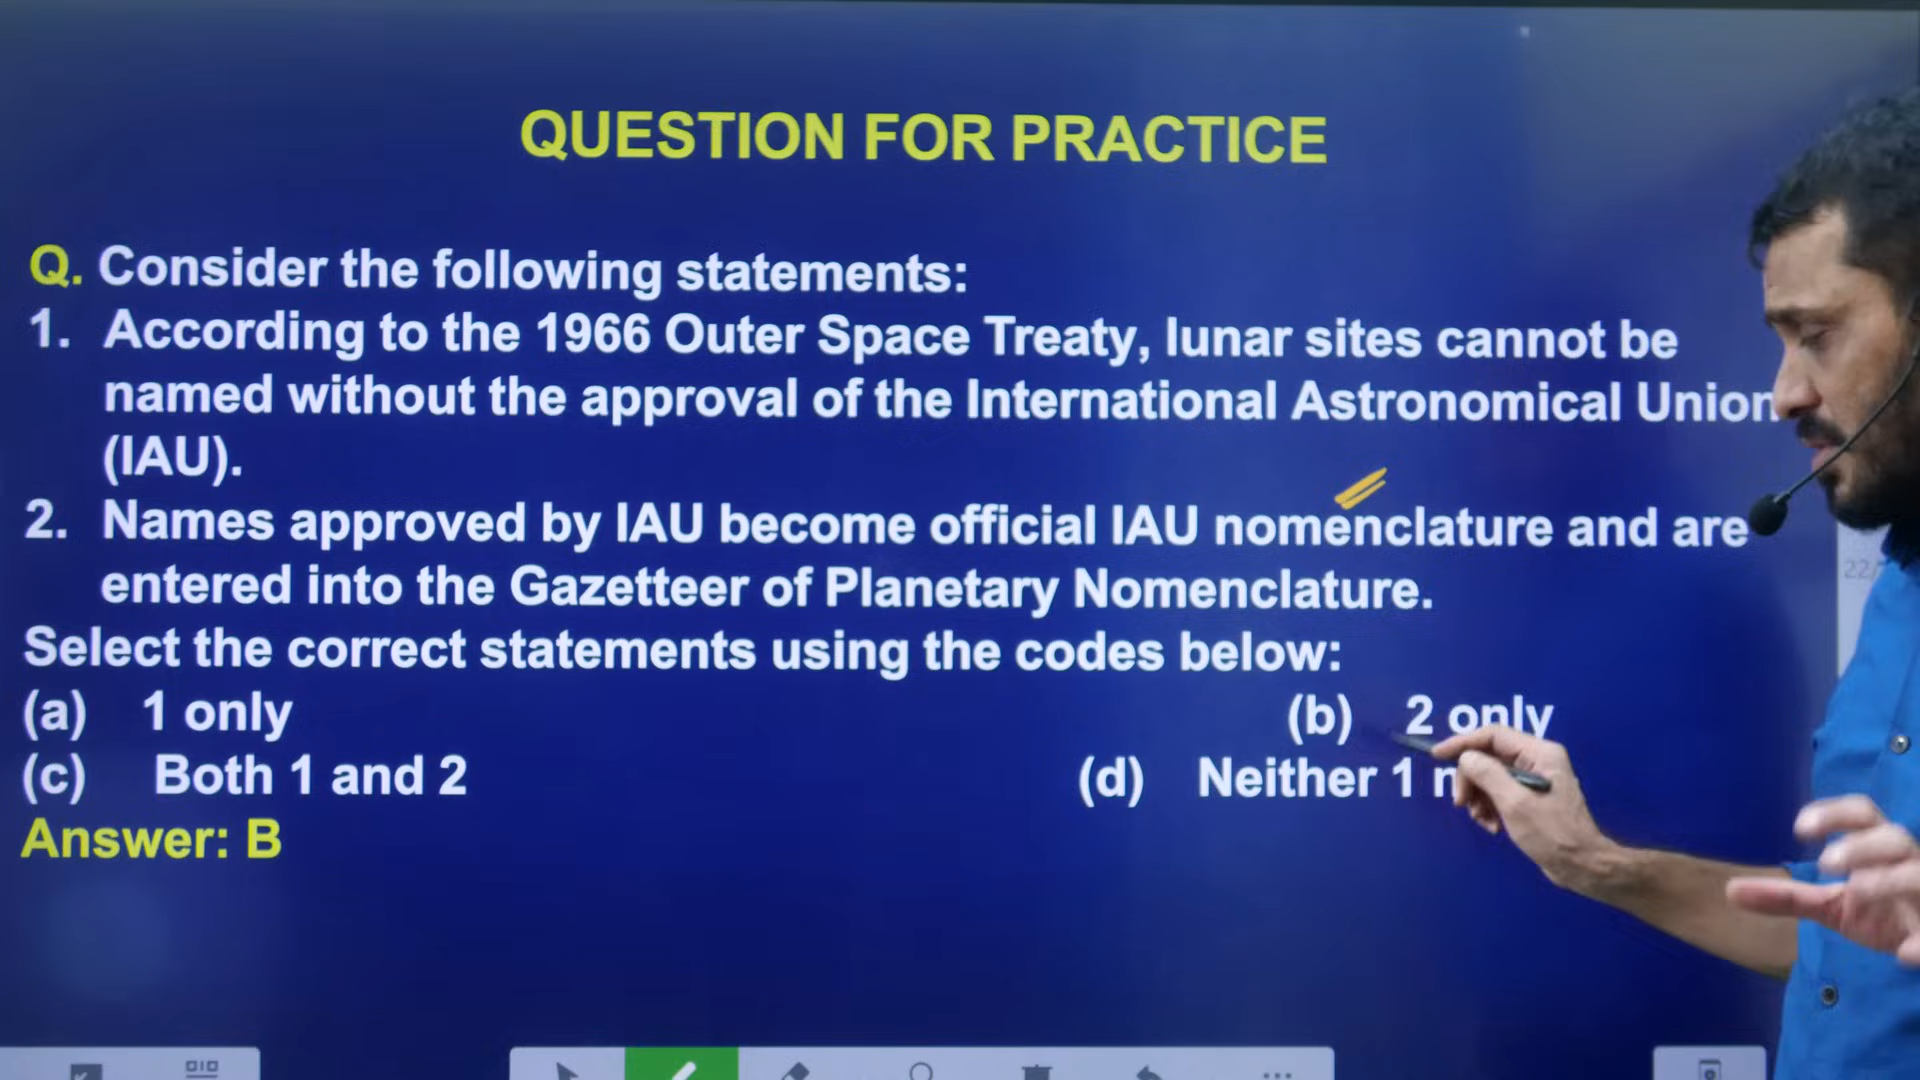 QUESTION FOR PRACTICE
Q. Consider the following statements:
1. According to the 1966 Outer Space Treaty, lunar sites cannot be
named without the approval of the International Astronomical Union
(IAU).
2. Names approved by IAU become official IAU nomenclature and are
entered into the Gazetteer of Planetary Nomenclature.
Select the correct statements using the codes below:
(a) 1 only (b) 2 only
(c) Both 1 and 2 (d) Neither 1
Answer: B